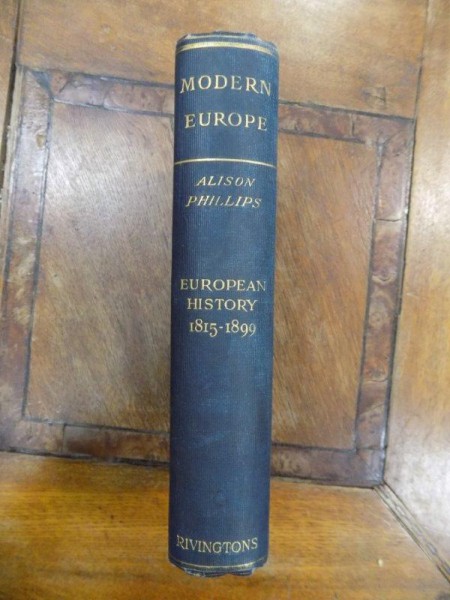 MODERN
EUROPE
ALISON
PHILLIPS
EUROPEAN
HISTORY
1815-1899
RIVINGTONS